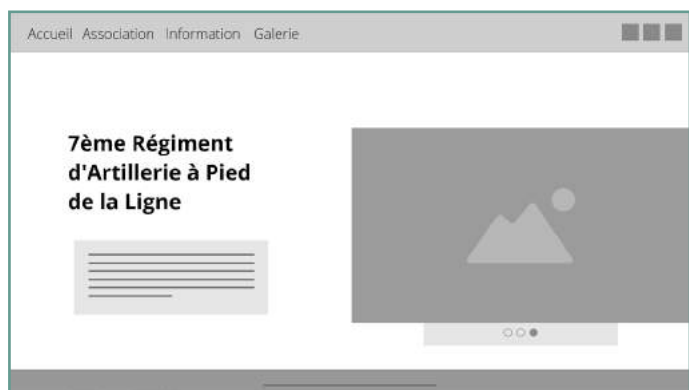 Accueil Association Information Galerie
7ème Régiment
d'Artillerie à Pied
de la Ligne